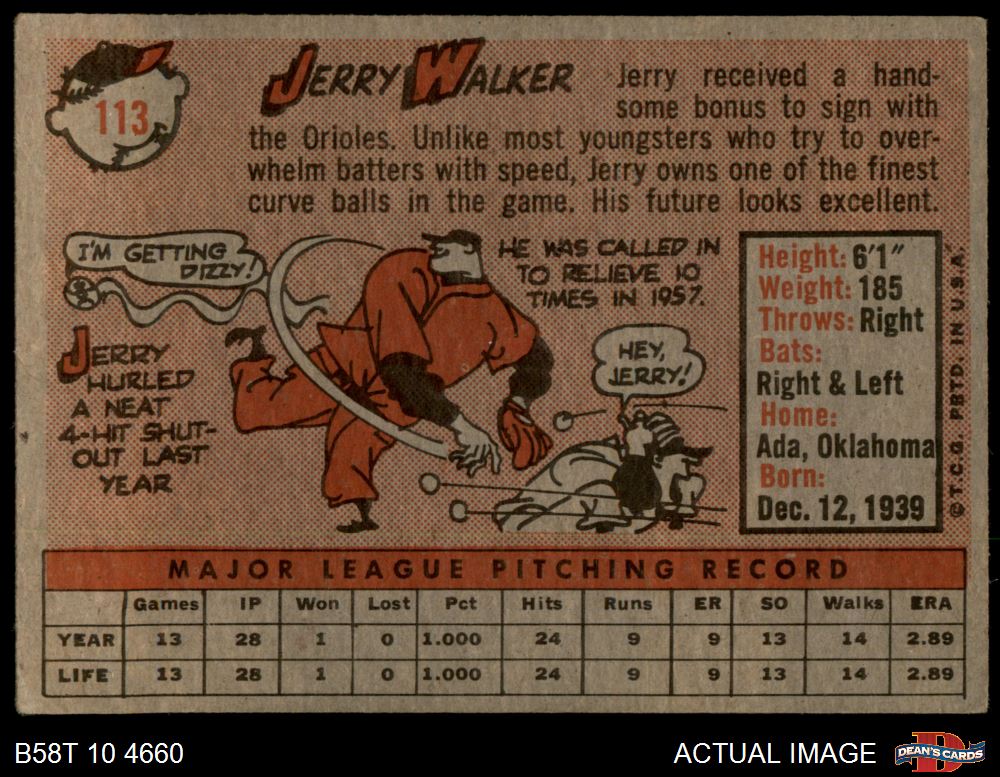 113
JERRY WALKER
Jerry received a hand-
some bonus to sign with
the Orioles. Unlike most youngsters who try to over-
whelm batters with speed, Jerry owns one of the finest
curve balls in the game. His future looks excellent.
I'M GETTING
DIZZY!
HE WAS CALLED IN
TO RELIEVE 10
TIMES IN 1957.
JERRY
HURLED
A NEAT
4-HIT SHUT-
OUT LAST
YEAR
HEY,
JERRY!
Height: 6'1"
Weight: 185
Throws: Right
Bats:
Right & Left
Home:
Ada, Oklahoma
Born:
Dec. 12, 1939
© T.C.G. PRTD. IN U.S.A.
MAJOR LEAGUE PITCHING RECORD
Games IP Won Lost Pct Hits Runs ER SO Walks ERA
YEAR 13 28 1 0 1.000 24 9 9 13 14 2.89
LIFE 13 28 1 0 1.000 24 9 9 13 14 2.89
B58T 10 4660
ACTUAL IMAGE
D
DEAN'S CARDS